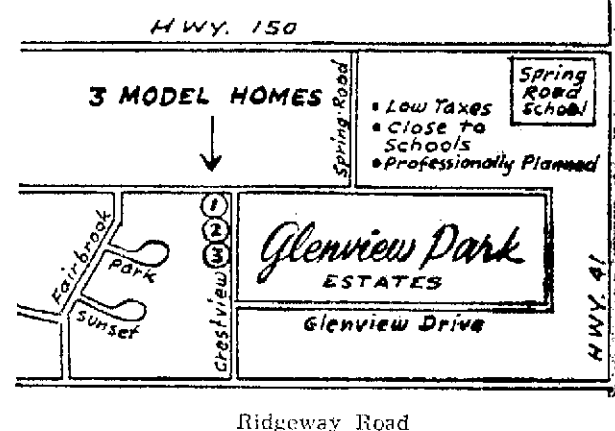 HWY. 150
3 MODEL HOMES
Spring Road
• Low Taxes
• Close to
Schools
• Professionally Planned
Spring
Road
School
1
2
3
Fairbrook
park
sunset
Crestview
Glenview Park
ESTATES
Glenview Drive
HWY. 41
Ridgeway Road